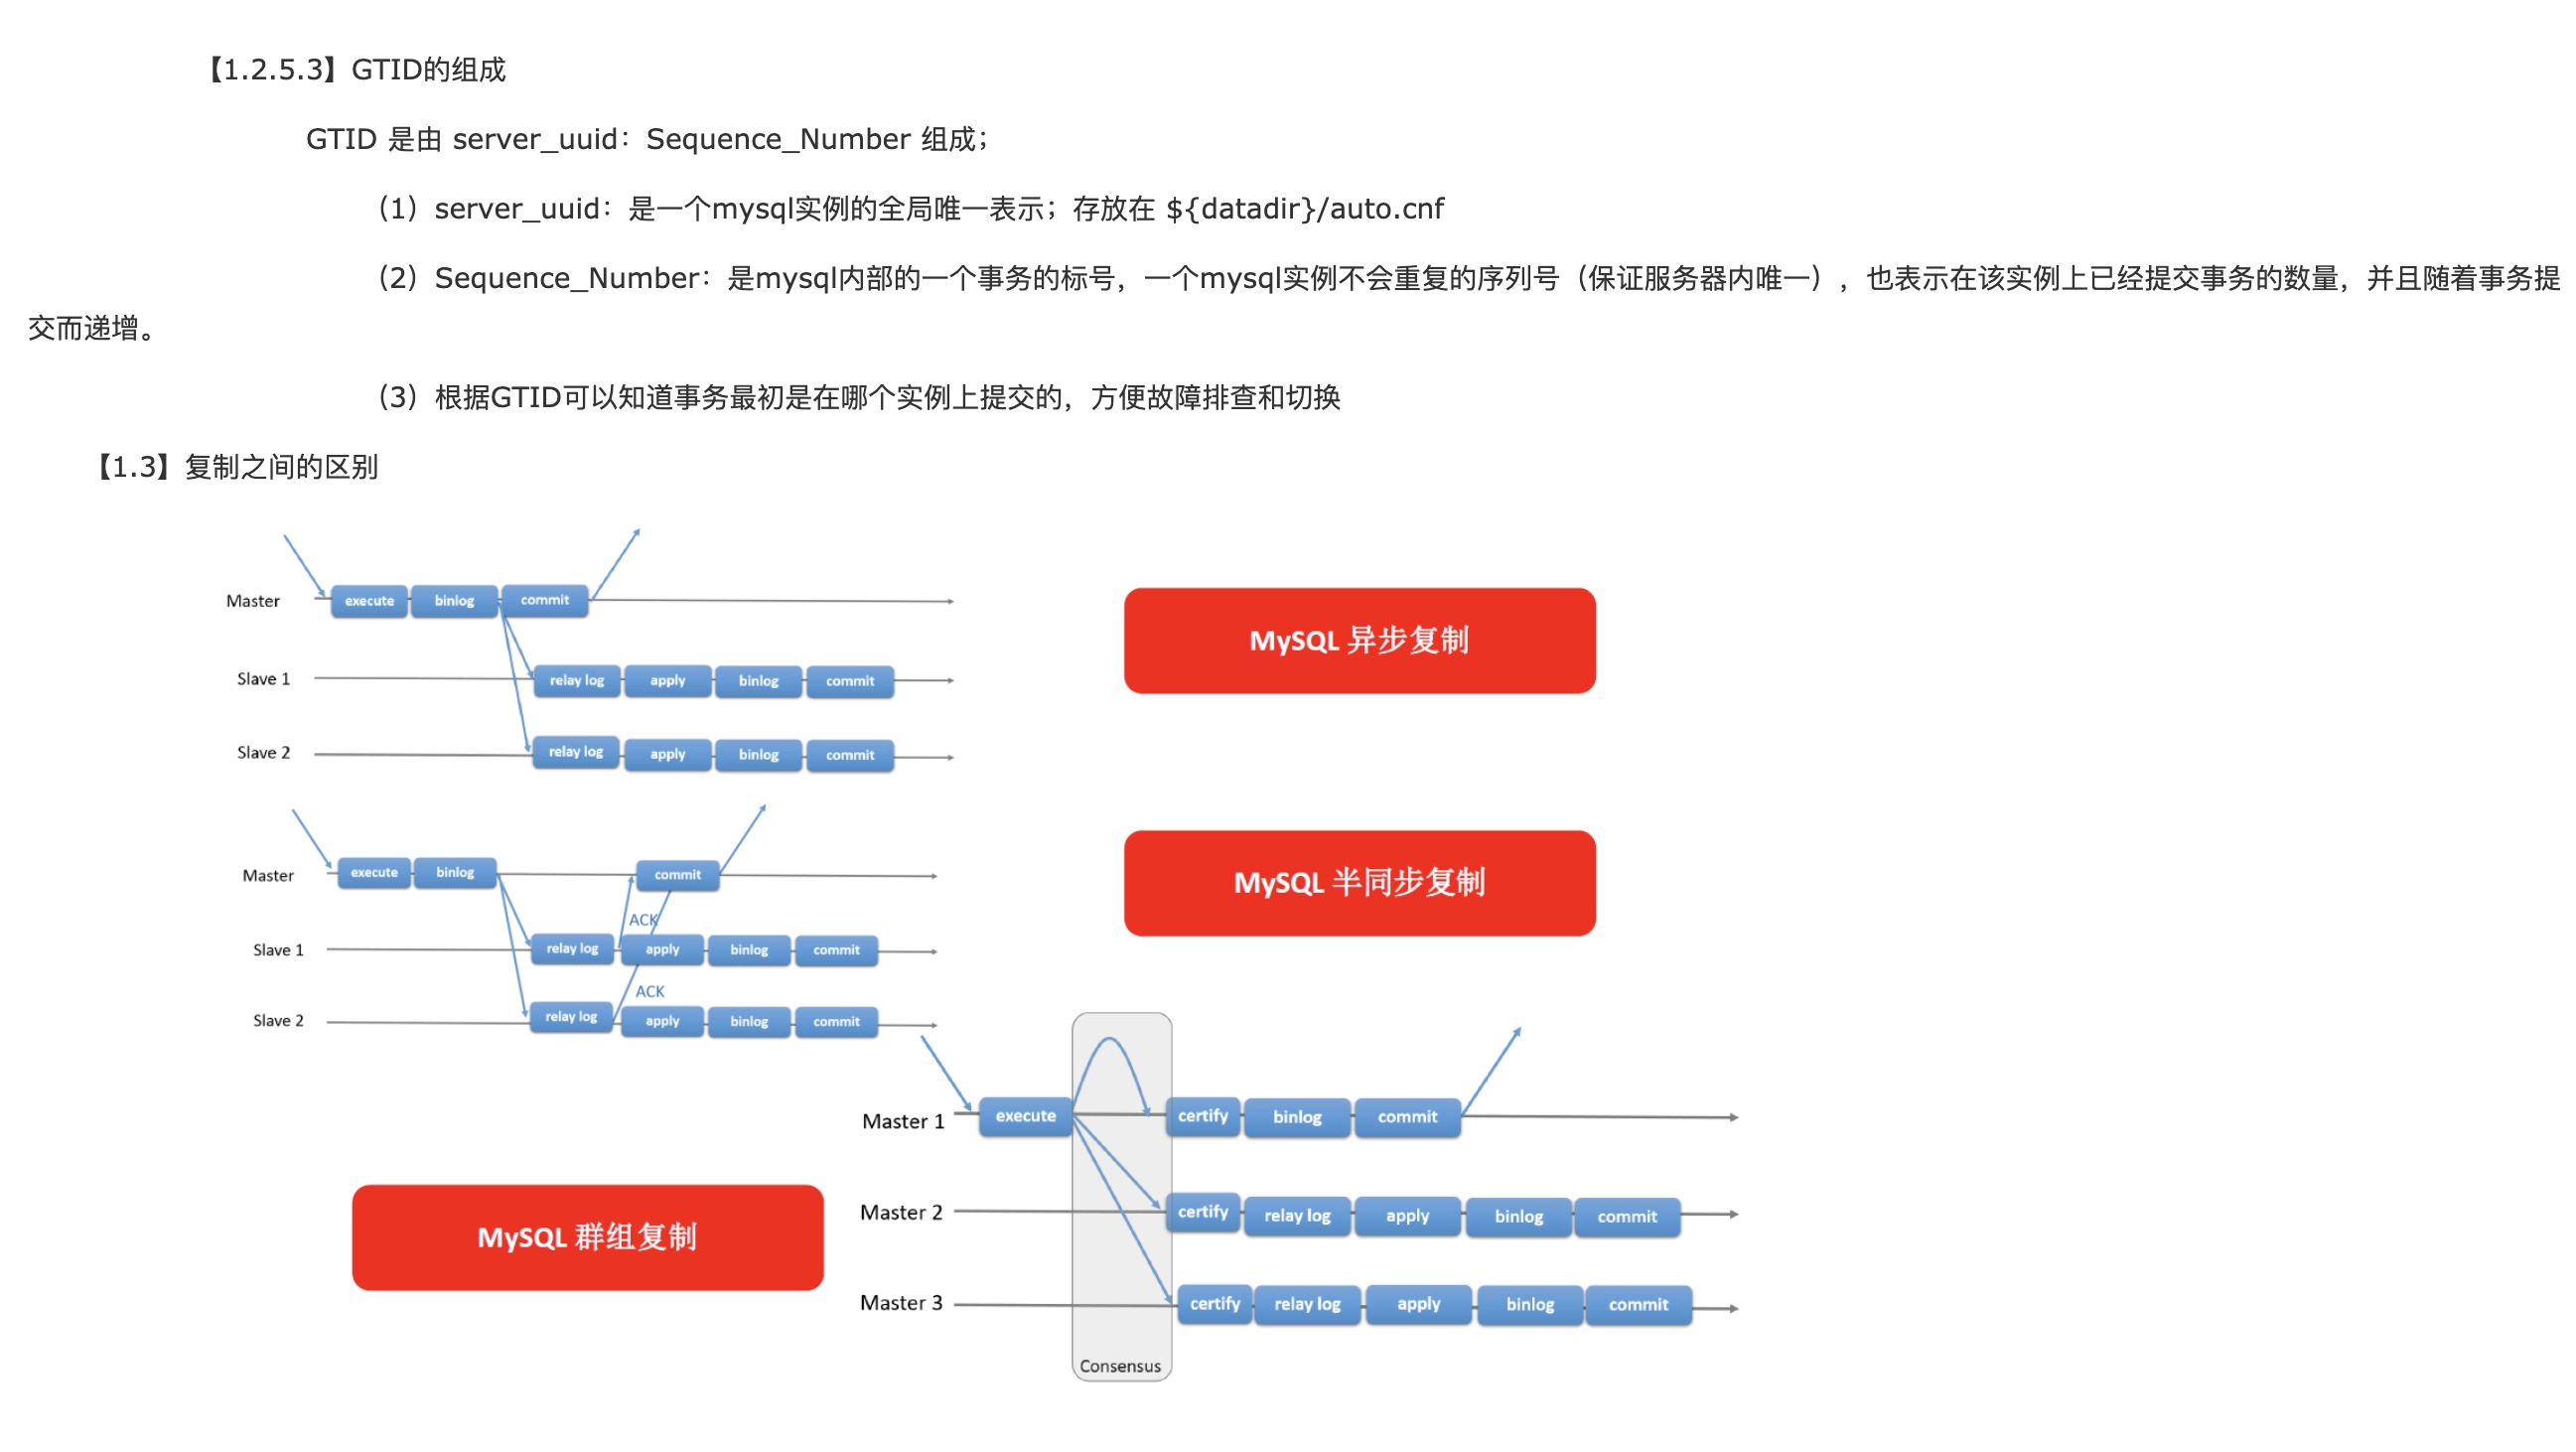 【1.2.5.3】GTID的组成
GTID 是由 server_uuid：Sequence_Number 组成；
（1）server_uuid：是一个mysql实例的全局唯一表示；存放在 ${datadir}/auto.cnf
（2）Sequence_Number：是mysql内部的一个事务的标号，一个mysql实例不会重复的序列号（保证服务器内唯一），也表示在该实例上已经提交事务的数量，并且随着事务提
交而递增。
（3）根据GTID可以知道事务最初是在哪个实例上提交的，方便故障排查和切换
【1.3】复制之间的区别
Master execute binlog commit
Slave 1 relay log apply binlog commit
Slave 2 relay log apply binlog commit
MySQL 异步复制
Master execute binlog commit
ACK
Slave 1 relay log apply binlog commit
ACK
Slave 2 relay log apply binlog commit
MySQL 半同步复制
Master 1 execute certify binlog commit
Master 2 certify relay log apply binlog commit
Master 3 certify relay log apply binlog commit
Consensus
MySQL 群组复制